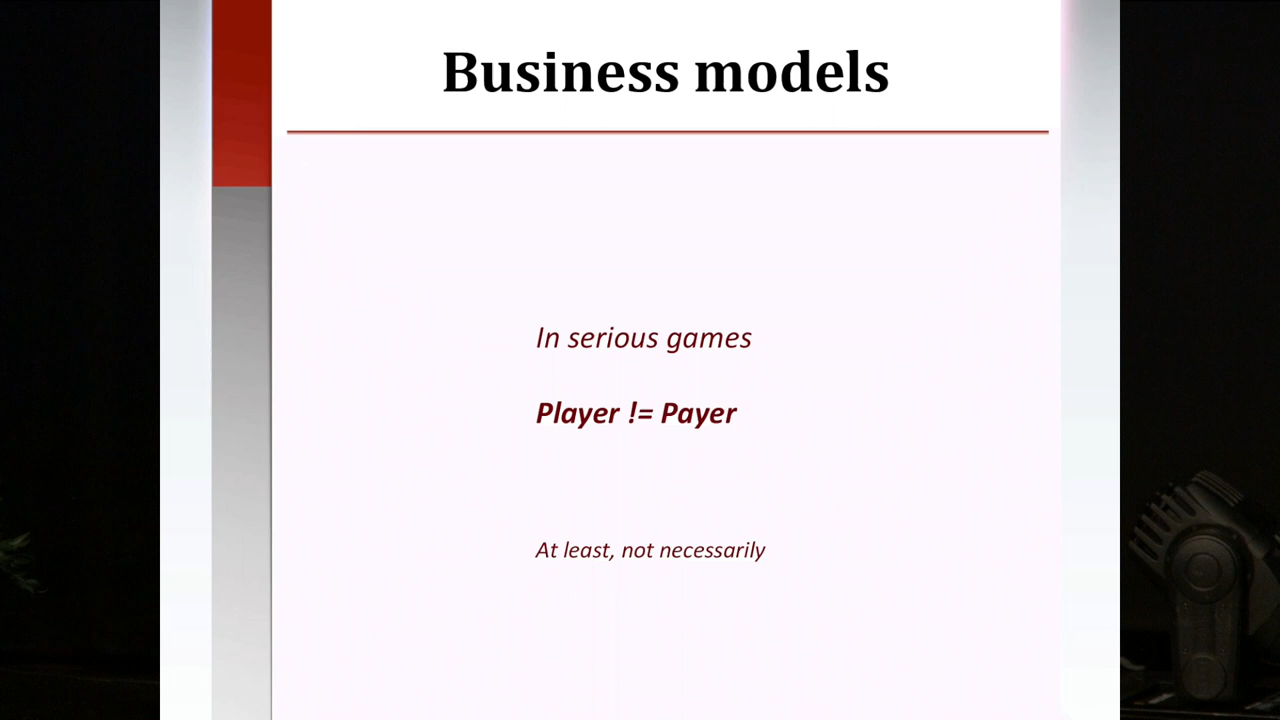 Business models
In serious games
Player != Payer
At least, not necessarily